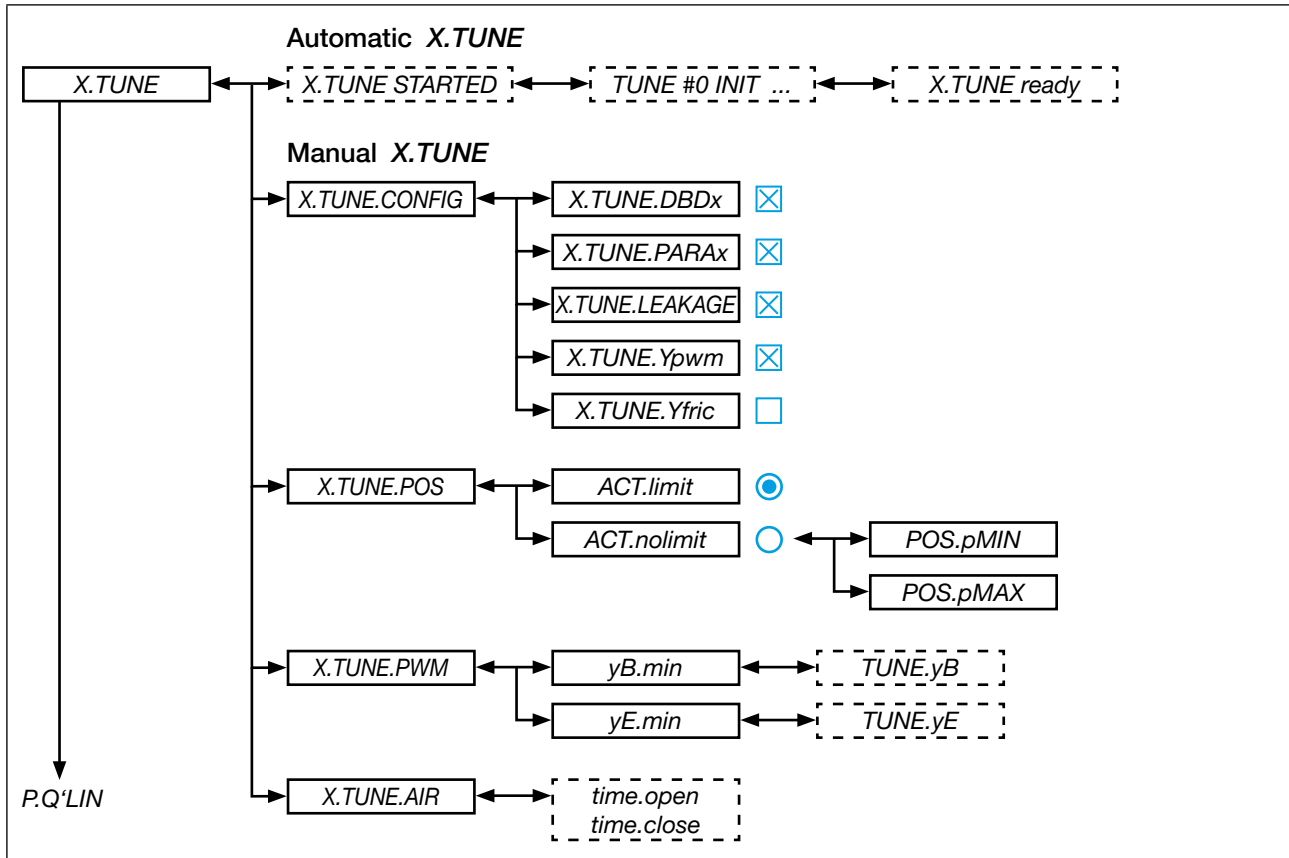 Automatic X.TUNE
X.TUNE
X.TUNE STARTED
TUNE #0 INIT ...
X.TUNE ready
Manual X.TUNE
X.TUNE.CONFIG
X.TUNE.DBDx
X.TUNE.PARAx
X.TUNE.LEAKAGE
X.TUNE.Ypwm
X.TUNE.Yfric
X.TUNE.POS
ACT.limit
ACT.nolimit
POS.pMIN
POS.pMAX
X.TUNE.PWM
yB.min
TUNE.yB
yE.min
TUNE.yE
P.Q‘LIN
X.TUNE.AIR
time.open
time.close